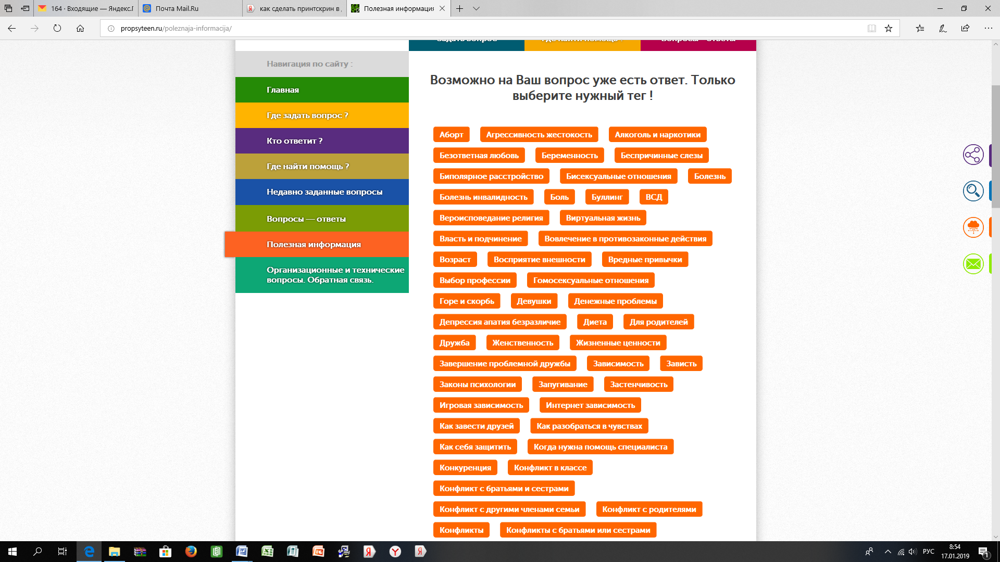 164 · Входящие — Яндекс.Г
Почта Mail.Ru
как сделать принтскрин в
Полезная информация
propsyteen.ru/poleznaja-informacija/
Задать вопрос
Где найти помощь ?
Вопросы - ответы
Навигация по сайту :
Главная
Где задать вопрос ?
Кто ответит ?
Где найти помощь ?
Недавно заданные вопросы
Вопросы — ответы
Полезная информация
Организационные и технические
вопросы. Обратная связь.
Возможно на Ваш вопрос уже есть ответ. Только
выберите нужный тег !
Аборт Агрессивность жестокость Алкоголь и наркотики
Безответная любовь Беременность Беспричинные слезы
Биполярное расстройство Бисексуальные отношения Болезнь
Болезнь инвалидность Боль Буллинг ВСД
Вероисповедание религия Виртуальная жизнь
Власть и подчинение Вовлечение в противозаконные действия
Возраст Восприятие внешности Вредные привычки
Выбор профессии Гомосексуальные отношения
Горе и скорбь Девушки Денежные проблемы
Депрессия апатия безразличие Диета Для родителей
Дружба Женственность Жизненные ценности
Завершение проблемной дружбы Зависимость Зависть
Законы психологии Запугивание Застенчивость
Игровая зависимость Интернет зависимость
Как завести друзей Как разобраться в чувствах
Как себя защитить Когда нужна помощь специалиста
Конкуренция Конфликт в классе
Конфликт с братьями и сестрами
Конфликт с другими членами семьи Конфликт с родителями
Конфликты Конфликты с братьями или сестрами
РУС
8:54
17.01.2019
1